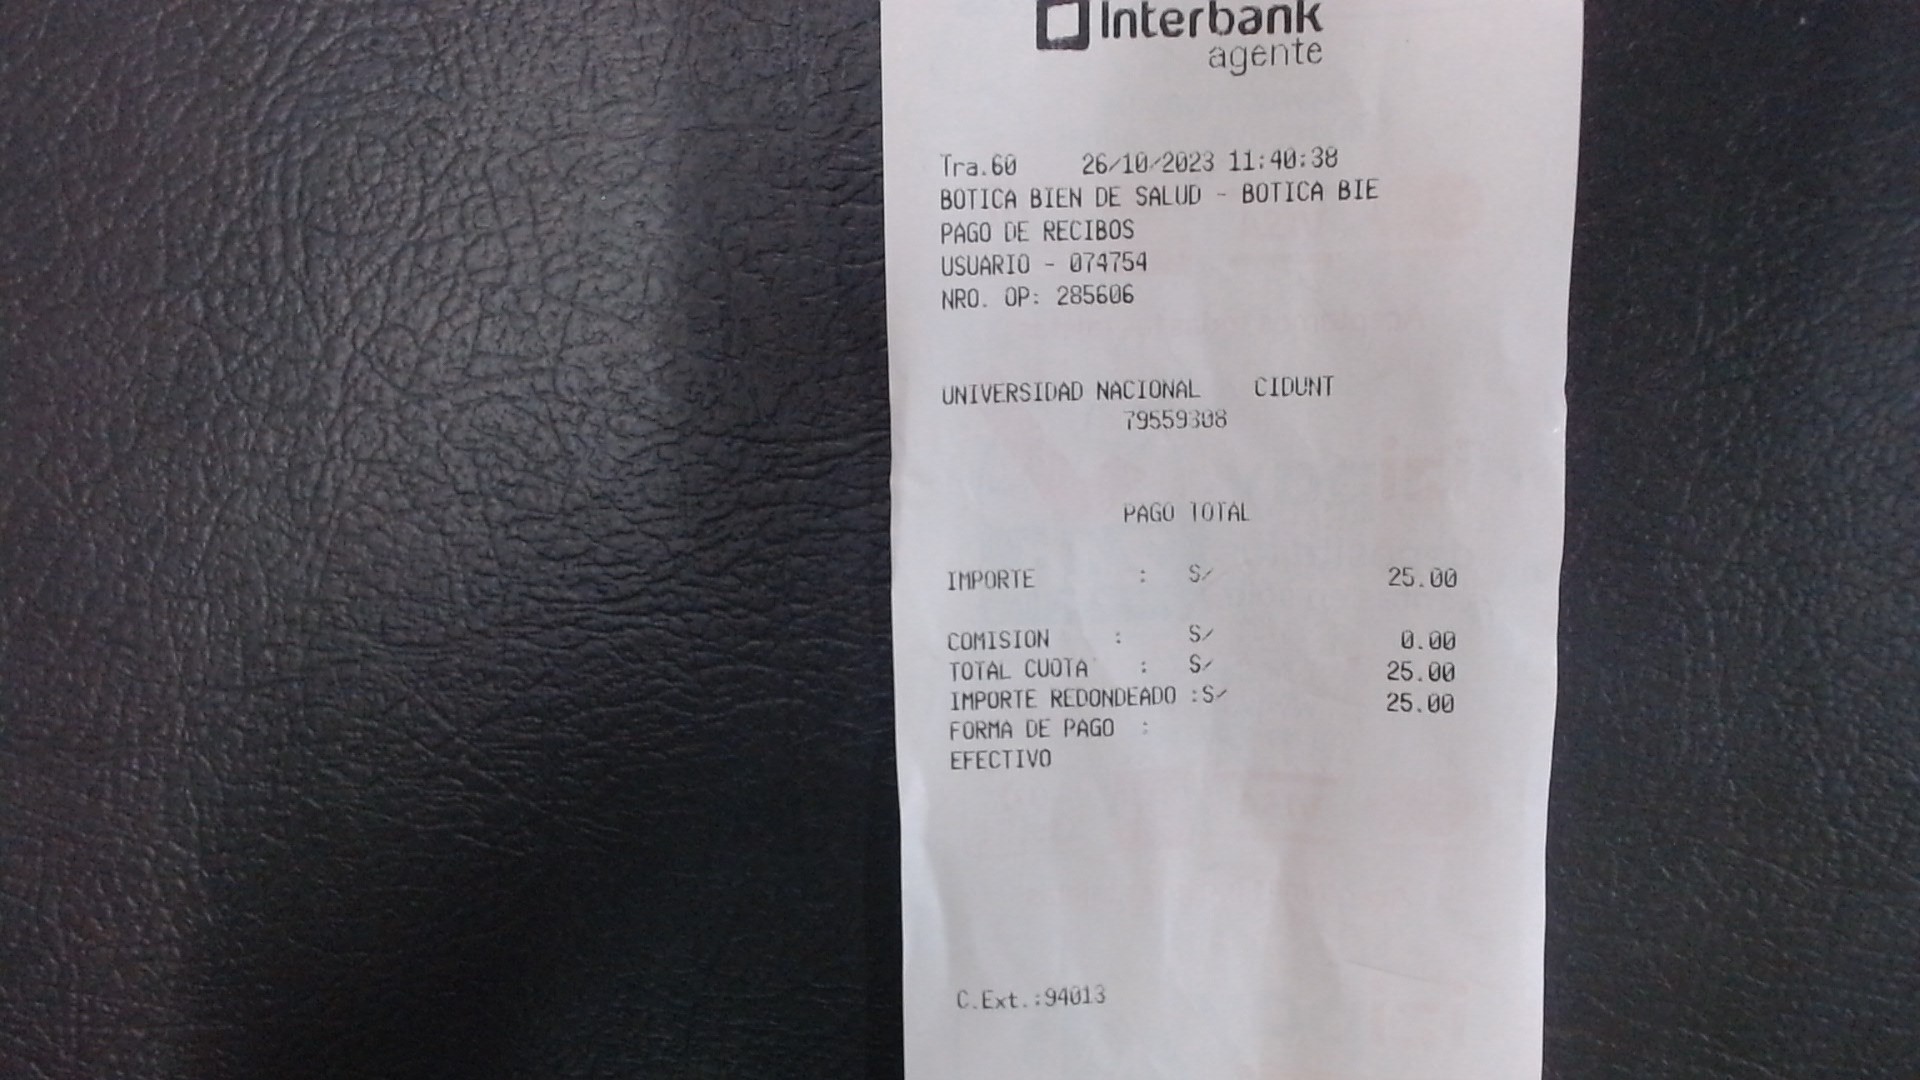 Interbank
agente
Tra.60 26/10/2023 11:40:38
BOTICA BIEN DE SALUD - BOTICA BIE
PAGO DE RECIBOS
USUARIO - 074754
NRO. OP: 285606
UNIVERSIDAD NACIONAL CIDUNT
79559308
PAGO TOTAL
IMPORTE : S/ 25.00
COMISION : S/ 0.00
TOTAL CUOTA : S/ 25.00
IMPORTE REDONDEADO :S/ 25.00
FORMA DE PAGO :
EFECTIVO
C.Ext.:94013